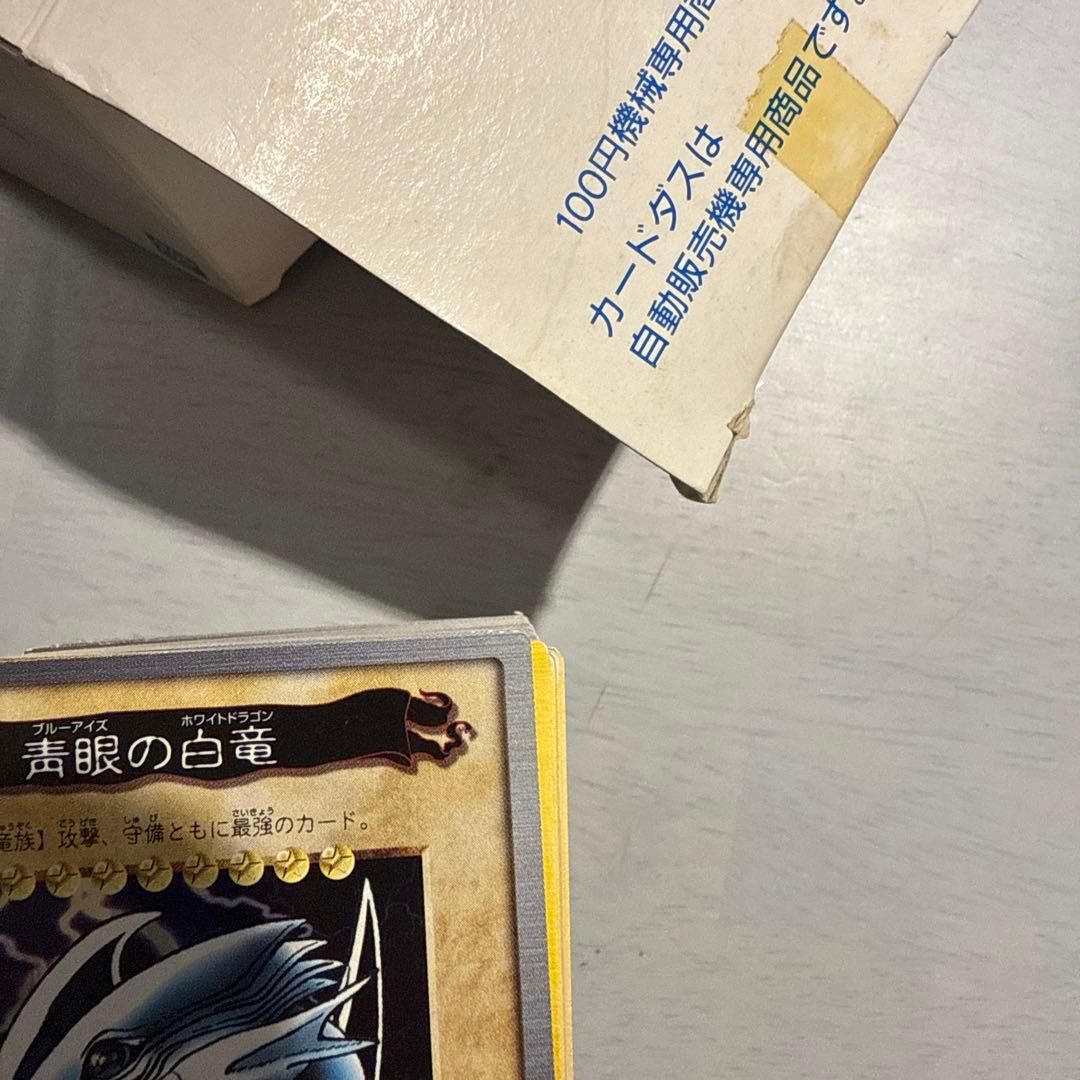 100円機械専用商
カードダスは
自動販売機専用商品です。
ブルーアイズ ホワイトドラゴン
青眼の白竜
竜族】攻撃、守備ともに最強のカード。